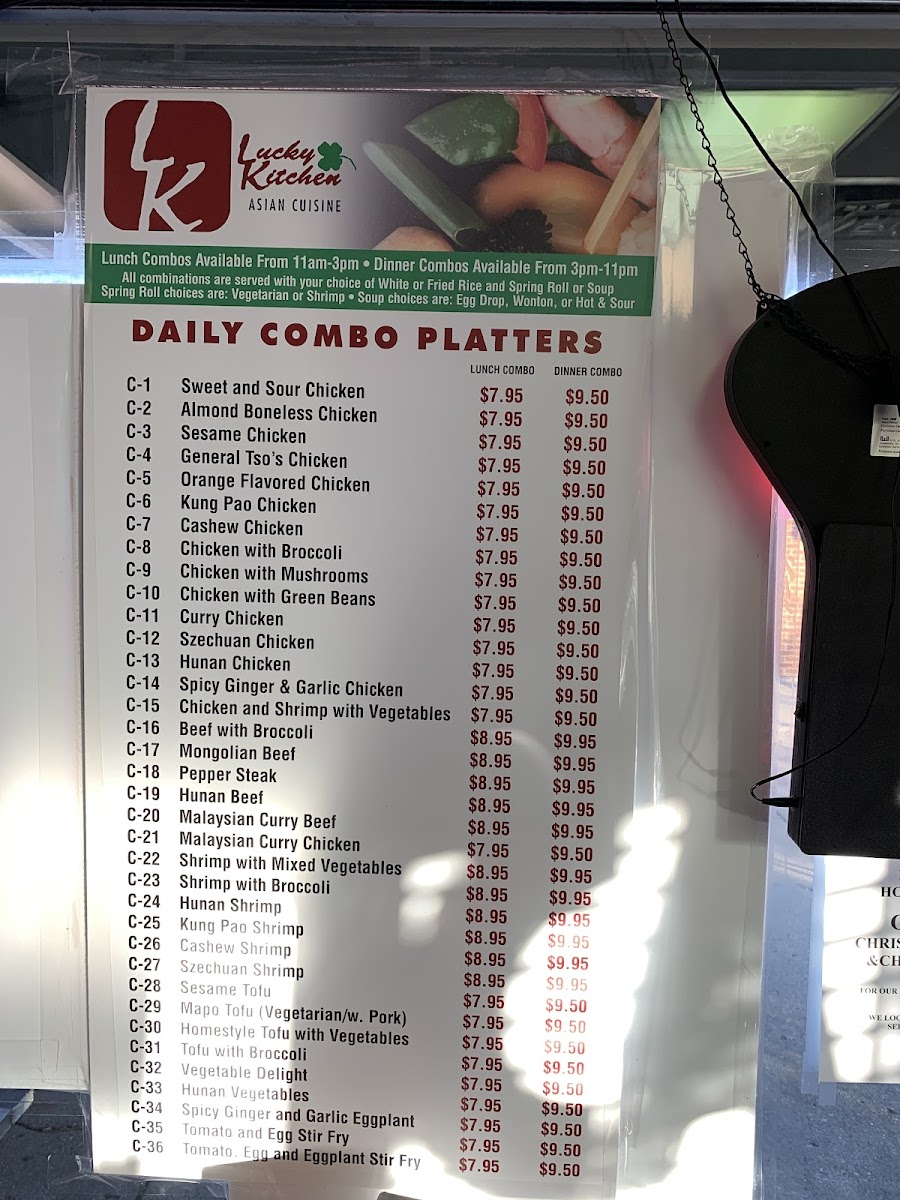 LK
Lucky Kitchen
ASIAN CUISINE
Lunch Combos Available From 11am-3pm • Dinner Combos Available From 3pm-11pm
All combinations are served with your choice of White or Fried Rice and Spring Roll or Soup
Spring Roll choices are: Vegetarian or Shrimp • Soup choices are: Egg Drop, Wonton, or Hot & Sour
DAILY COMBO PLATTERS
LUNCH COMBO DINNER COMBO
C-1 Sweet and Sour Chicken $7.95 $9.50
C-2 Almond Boneless Chicken $7.95 $9.50
C-3 Sesame Chicken $7.95 $9.50
C-4 General Tso's Chicken $7.95 $9.50
C-5 Orange Flavored Chicken $7.95 $9.50
C-6 Kung Pao Chicken $7.95 $9.50
C-7 Cashew Chicken $7.95 $9.50
C-8 Chicken with Broccoli $7.95 $9.50
C-9 Chicken with Mushrooms $7.95 $9.50
C-10 Chicken with Green Beans $7.95 $9.50
C-11 Curry Chicken $7.95 $9.50
C-12 Szechuan Chicken $7.95 $9.50
C-13 Hunan Chicken $7.95 $9.50
C-14 Spicy Ginger & Garlic Chicken $7.95 $9.50
C-15 Chicken and Shrimp with Vegetables $7.95 $9.50
C-16 Beef with Broccoli $8.95 $9.95
C-17 Mongolian Beef $8.95 $9.95
C-18 Pepper Steak $8.95 $9.95
C-19 Hunan Beef $8.95 $9.95
C-20 Malaysian Curry Beef $8.95 $9.95
C-21 Malaysian Curry Chicken $7.95 $9.50
C-22 Shrimp with Mixed Vegetables $8.95 $9.95
C-23 Shrimp with Broccoli $8.95 $9.95
C-24 Hunan Shrimp $8.95 $9.95
C-25 Kung Pao Shrimp $8.95 $9.95
C-26 Cashew Shrimp $8.95 $9.95
C-27 Szechuan Shrimp $8.95 $9.95
C-28 Sesame Tofu $7.95 $9.50
C-29 Mapo Tofu (Vegetarian/w. Pork) $7.95 $9.50
C-30 Homestyle Tofu with Vegetables $7.95 $9.50
C-31 Tofu with Broccoli $7.95 $9.50
C-32 Vegetable Delight $7.95 $9.50
C-33 Hunan Vegetables $7.95 $9.50
C-34 Spicy Ginger and Garlic Eggplant $7.95 $9.50
C-35 Tomato and Egg Stir Fry $7.95 $9.50
C-36 Tomato. Egg and Eggplant Stir Fry $7.95 $9.50
HO
C
CHRIS
&CH
FOR OUR
WE LOO
SE